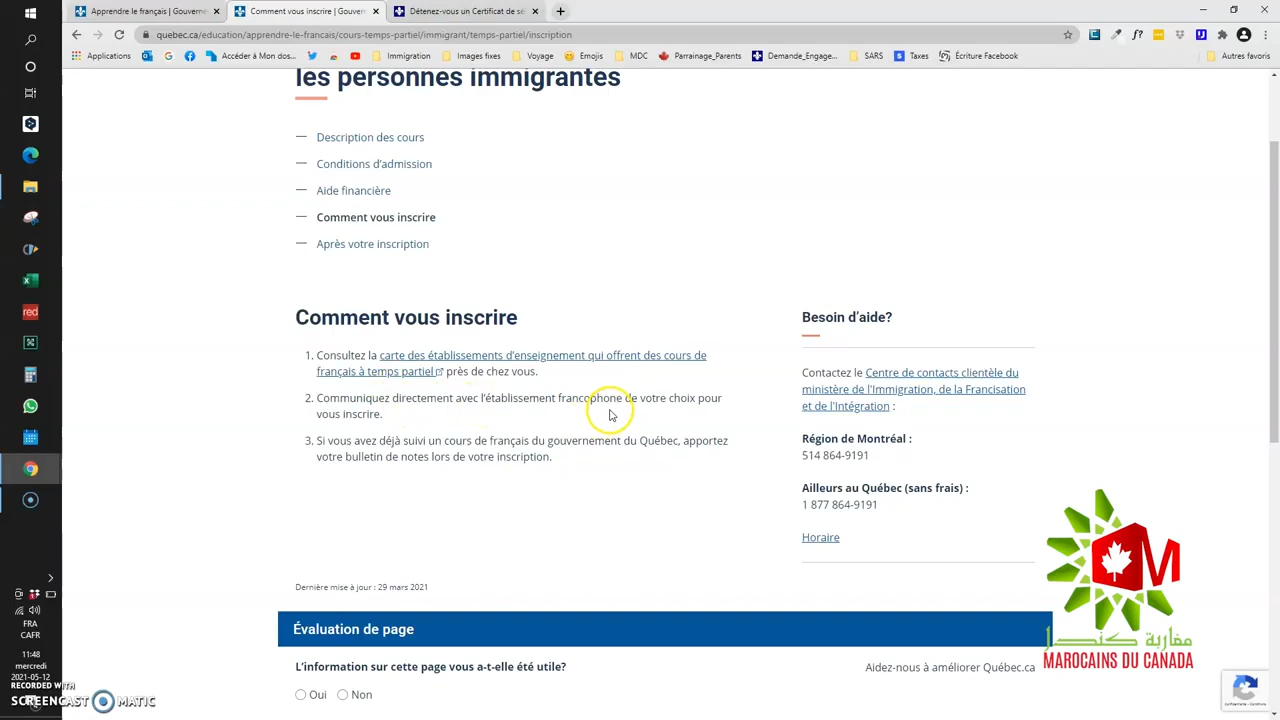 Apprendre le français | Gouverne
Comment vous inscrire | Gouver
Détenez-vous un Certificat de sé
quebec.ca/education/apprendre-le-francais/cours-temps-partiel/immigrant/temps-partiel/inscription
Applications
Accéder à Mon Dos...
Immigration
Images fixes
Voyage
Emojis
MDC
Parrainage_Parents
Demande_Engage...
SARS
Taxes
Écriture Facebook
Autres favoris
les personnes immigrantes
Description des cours
Conditions d'admission
Aide financière
Comment vous inscrire
Après votre inscription
Comment vous inscrire
1. Consultez la carte des établissements d'enseignement qui offrent des cours de
français à temps partiel près de chez vous.
2. Communiquez directement avec l'établissement francophone de votre choix pour
vous inscrire.
3. Si vous avez déjà suivi un cours de français du gouvernement du Québec, apportez
votre bulletin de notes lors de votre inscription.
Besoin d'aide?
Contactez le Centre de contacts clientèle du
ministère de l'Immigration, de la Francisation
et de l'Intégration :
Région de Montréal :
514 864-9191
Ailleurs au Québec (sans frais) :
1 877 864-9191
Horaire
Dernière mise à jour : 29 mars 2021
Évaluation de page
L'information sur cette page vous a-t-elle été utile?
Oui
Non
Aidez-nous à améliorer Québec.ca
red
FRA
CAFR
11:48
mercredi
2021-05-12
RECORDED WITH
SCREENCAST MATIC
M
مغاربة كندا
MAROCAINS DU CANADA